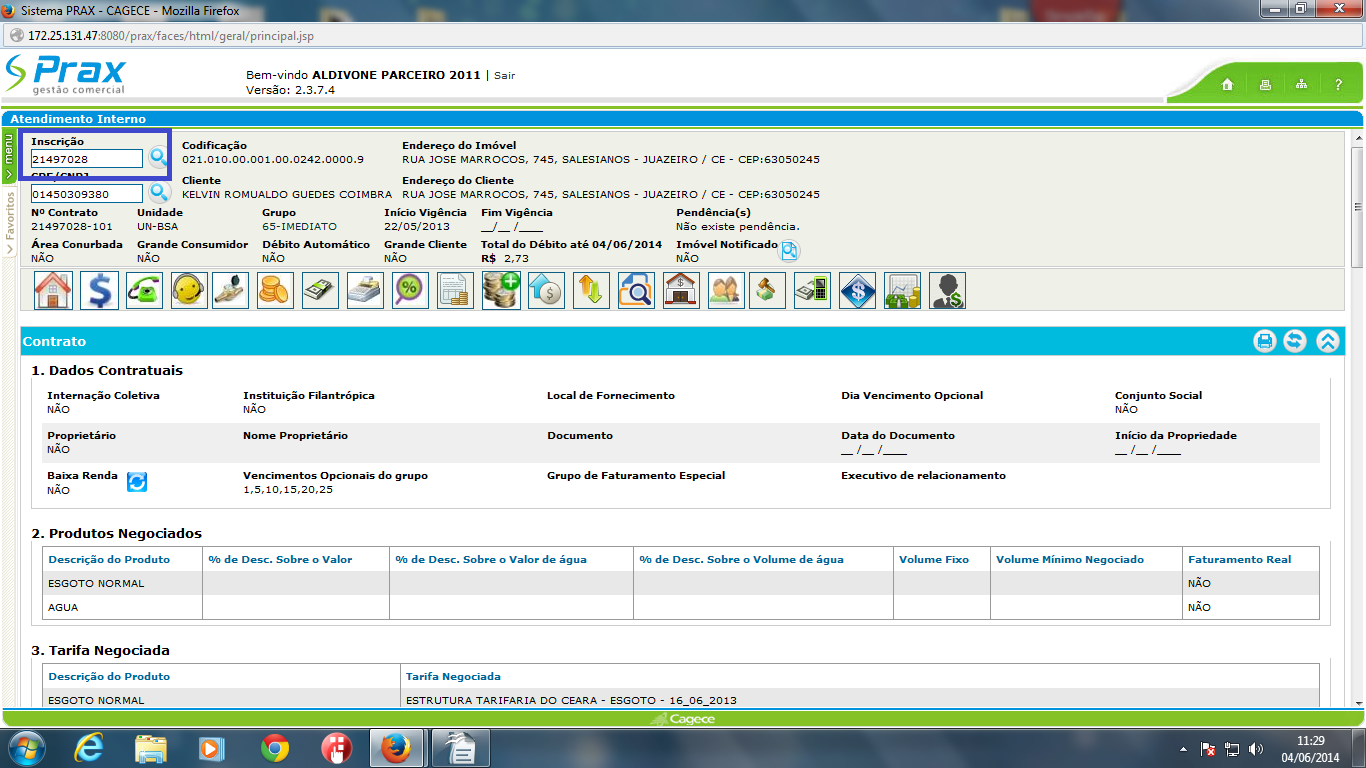 Sistema PRAX - CAGECE - Mozilla Firefox
172.25.131.47:8080/prax/faces/html/geral/principal.jsp
Prax
gestão comercial
Bem-vindo ALDIVONE PARCEIRO 2011 | Sair
Versão: 2.3.7.4
?
Atendimento Interno
menu
Favoritos
Inscrição
21497028
Codificação
021.010.00.001.00.0242.0000.9
Endereço do Imóvel
RUA JOSE MARROCOS, 745, SALESIANOS - JUAZEIRO / CE - CEP:63050245
CPF/CNPJ
01450309380
Cliente
KELVIN ROMUALDO GUEDES COIMBRA
Endereço do Cliente
RUA JOSE MARROCOS, 745, SALESIANOS - JUAZEIRO / CE - CEP:63050245
Nº Contrato Unidade Grupo Início Vigência Fim Vigência Pendência(s)
21497028-101 UN-BSA 65-IMEDIATO 22/05/2013 __/__ /____ Não existe pendência.
Área Conurbada Grande Consumidor Débito Automático Grande Cliente Total do Débito até 04/06/2014 Imóvel Notificado
NÃO NÃO NÃO NÃO R$ 2,73 NÃO
Contrato
1. Dados Contratuais
Internação Coletiva Instituição Filantrópica Local de Fornecimento Dia Vencimento Opcional Conjunto Social
NÃO NÃO NÃO
Proprietário Nome Proprietário Documento Data do Documento Início da Propriedade
NÃO __ /__ /____ __ /__ /____
Baixa Renda Vencimentos Opcionais do grupo Grupo de Faturamento Especial Executivo de relacionamento
NÃO 1,5,10,15,20,25
2. Produtos Negociados
Descrição do Produto % de Desc. Sobre o Valor % de Desc. Sobre o Valor de água % de Desc. Sobre o Volume de água Volume Fixo Volume Mínimo Negociado Faturamento Real
ESGOTO NORMAL NÃO
AGUA NÃO
3. Tarifa Negociada
Descrição do Produto Tarifa Negociada
ESGOTO NORMAL ESTRUTURA TARIFARIA DO CEARA - ESGOTO - 16_06_2013
Cagece
11:29
04/06/2014